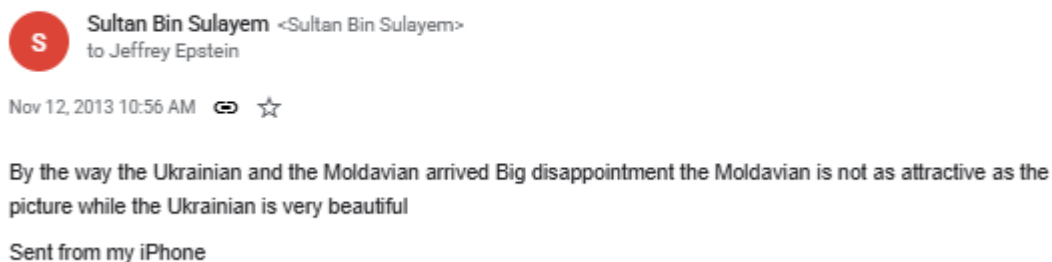 S
Sultan Bin Sulayem <Sultan Bin Sulayem>
to Jeffrey Epstein
Nov 12, 2013 10:56 AM
By the way the Ukrainian and the Moldavian arrived Big disappointment the Moldavian is not as attractive as the
picture while the Ukrainian is very beautiful
Sent from my iPhone